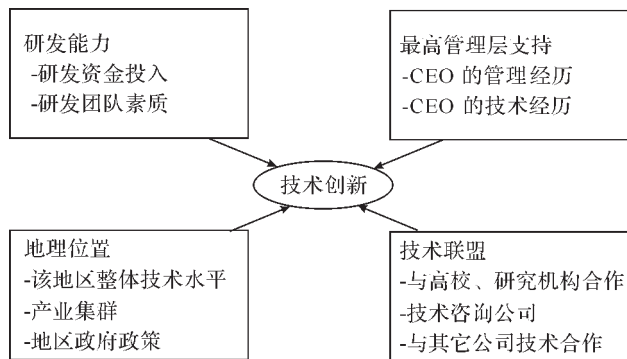 研发能力
-研发资金投入
-研发团队素质
最高管理层支持
-CEO 的管理经历
-CEO 的技术经历
技术创新
地理位置
-该地区整体技术水平
-产业集群
-地区政府政策
技术联盟
-与高校、研究机构合作
-技术咨询公司
-与其它公司技术合作